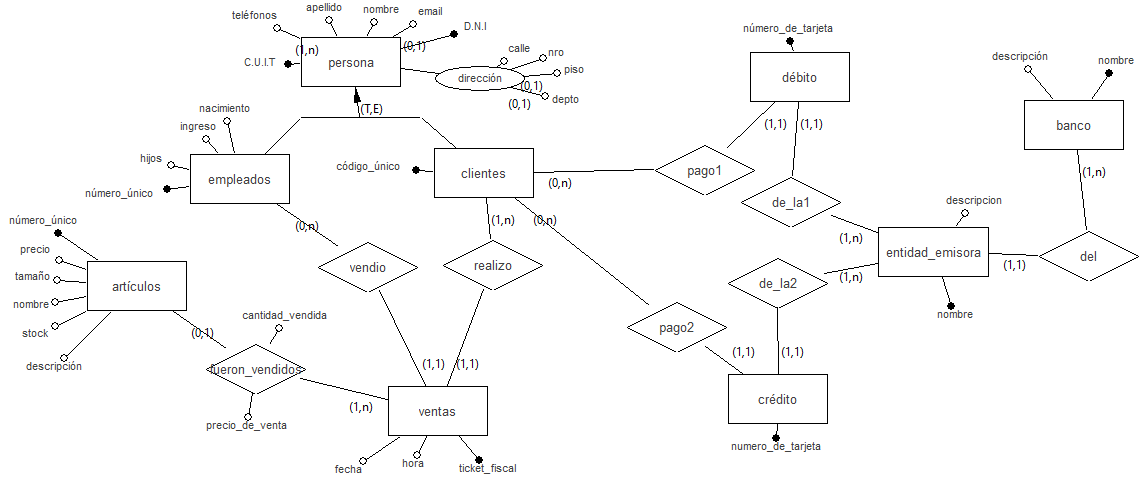 apellido
nombre
teléfonos
email
(1,n)
(0,1)
D.N.I
C.U.I.T
persona
dirección
calle
nro
piso
(0,1)
depto
(0,1)
(T,E)
número_de_tarjeta
débito
(1,1)
(1,1)
descripción
nombre
banco
(1,n)
nacimiento
ingreso
hijos
número_único
empleados
(0,n)
código_único
clientes
(0,n)
(1,n)
(0,n)
pago1
de_la1
(1,n)
descripcion
entidad_emisora
(1,1)
del
nombre
(1,n)
de_la2
(1,1)
número_único
precio
tamaño
nombre
stock
descripción
artículos
(0,1)
vendio
realizo
pago2
(1,1)
cantidad_vendida
fueron_vendidos
precio_de_venta
(1,n)
(1,1)
(1,1)
ventas
fecha
hora
ticket_fiscal
crédito
numero_de_tarjeta